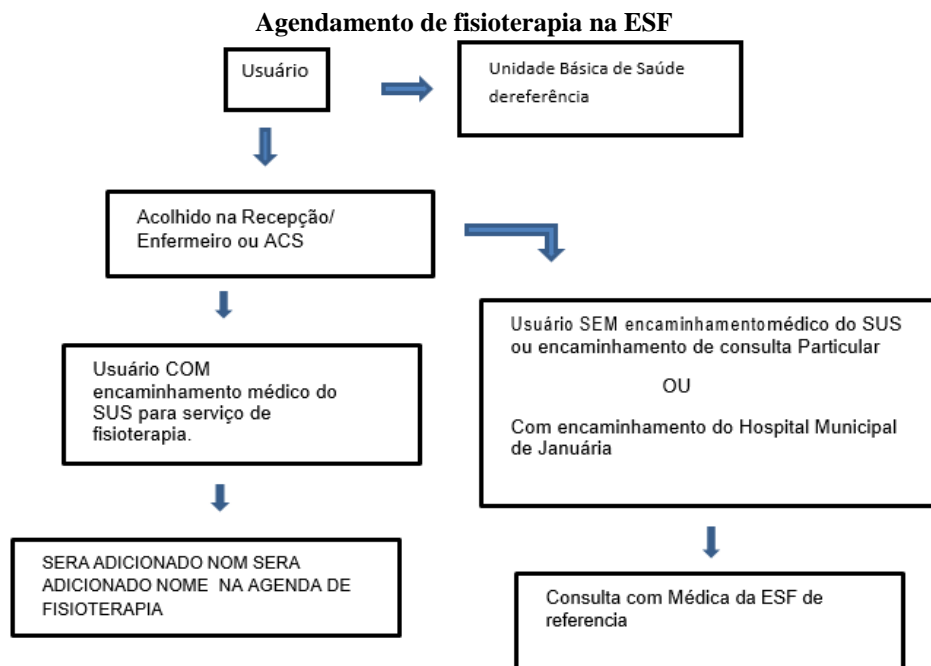 Agendamento de fisioterapia na ESF
Usuário
Unidade Básica de Saúde
dereferência
Acolhido na Recepção/
Enfermeiro ou ACS
Usuário COM
encaminhamento médico do
SUS para serviço de
fisioterapia.
SERA ADICIONADO NOM SERA
ADICIONADO NOME NA AGENDA DE
FISIOTERAPIA
Usuário SEM encaminhamentomédico do SUS
ou encaminhamento de consulta Particular
OU
Com encaminhamento do Hospital Municipal
de Januária
Consulta com Médica da ESF de
referencia